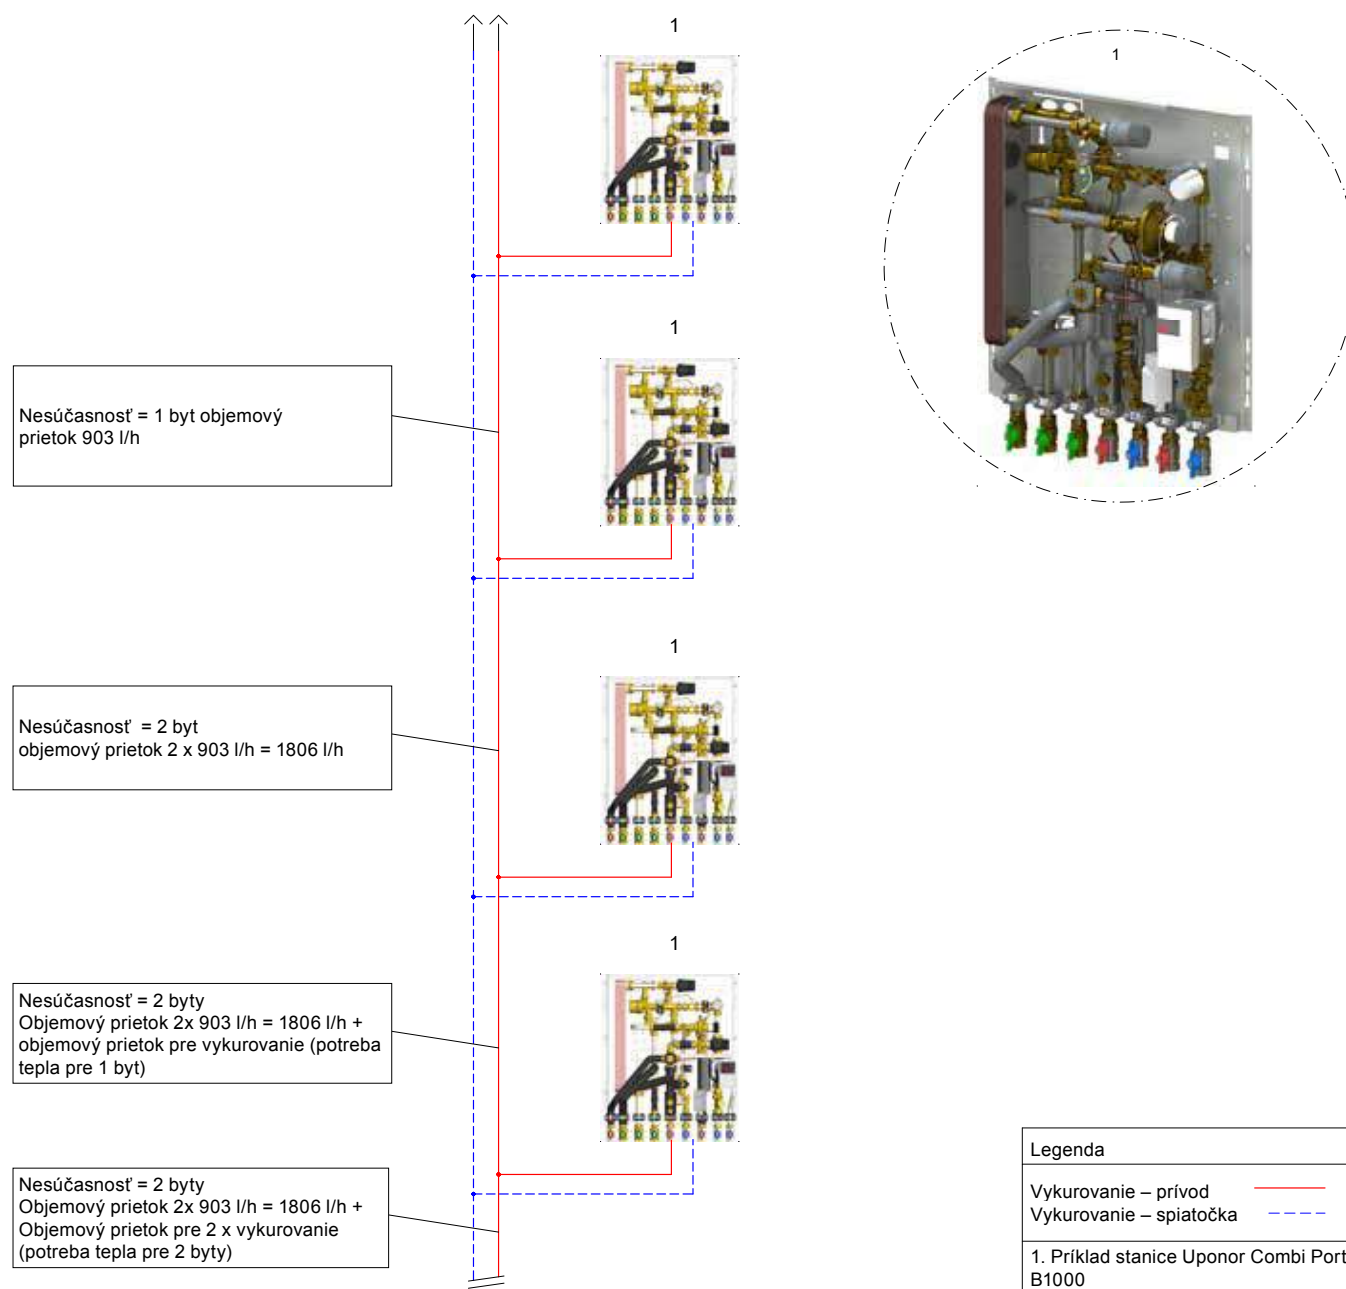 1
1
1
Nesúčasnosť = 1 byt objemový
prietok 903 l/h
1
Nesúčasnosť  = 2 byt
objemový prietok 2 x 903 l/h = 1806 l/h
1
Nesúčasnosť = 2 byty
Objemový prietok 2x 903 l/h = 1806 l/h +
objemový prietok pre vykurovanie (potreba
tepla pre 1 byt)
Nesúčasnosť = 2 byty
Objemový prietok 2x 903 l/h = 1806 l/h +
Objemový prietok pre 2 x vykurovanie
(potreba tepla pre 2 byty)
Legenda
Vykurovanie – prívod
Vykurovanie – spiatočka
1. Príklad stanice Uponor Combi Port
B1000